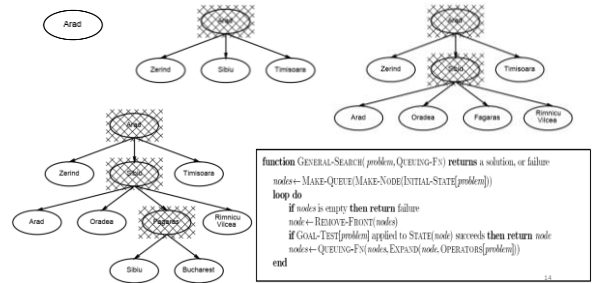 Arad
Arad
Zerind Sibiu Timisoara
Arad
Zerind Sibiu Timisoara
Arad Oradea Fagaras Rimnicu Vilcea
Arad
Zerind Sibiu Timisoara
Arad Oradea Fagaras Rimnicu Vilcea
Sibiu Bucharest
function GENERAL-SEARCH( problem, QUEUING-FN) returns a solution, or failure
nodes ← MAKE-QUEUE(MAKE-NODE(INITIAL-STATE[problem]))
loop do
if nodes is empty then return failure
node ← REMOVE-FRONT(nodes)
if GOAL-TEST[problem] applied to STATE(node) succeeds then return node
nodes ← QUEUING-FN(nodes, EXPAND(node, OPERATORS[problem]))
end
14